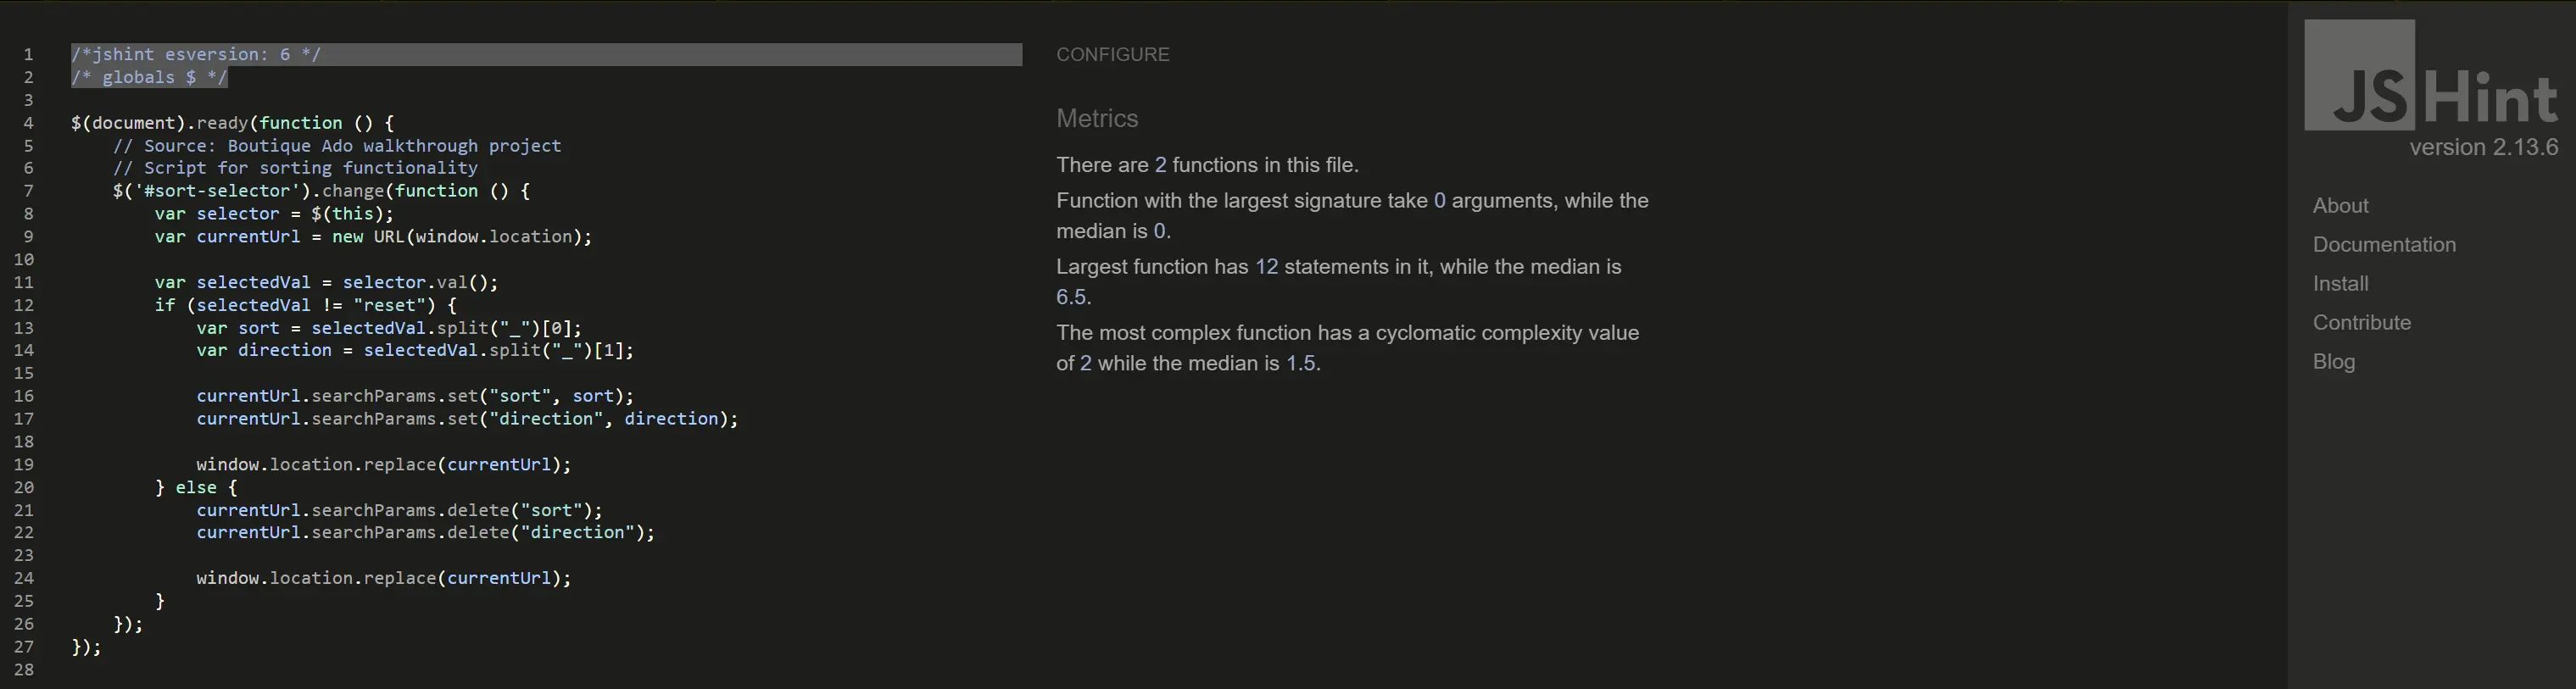 1 /*jshint esversion: 6 */
2 /* globals $ */
3
4 $(document).ready(function () {
5     // Source: Boutique Ado walkthrough project
6     // Script for sorting functionality
7     $('#sort-selector').change(function () {
8         var selector = $(this);
9         var currentUrl = new URL(window.location);
10
11         var selectedVal = selector.val();
12         if (selectedVal != "reset") {
13             var sort = selectedVal.split("_")[0];
14             var direction = selectedVal.split("_")[1];
15
16             currentUrl.searchParams.set("sort", sort);
17             currentUrl.searchParams.set("direction", direction);
18
19             window.location.replace(currentUrl);
20         } else {
21             currentUrl.searchParams.delete("sort");
22             currentUrl.searchParams.delete("direction");
23
24             window.location.replace(currentUrl);
25         }
26     });
27 });
28
CONFIGURE
Metrics
There are 2 functions in this file.
Function with the largest signature take 0 arguments, while the
median is 0.
Largest function has 12 statements in it, while the median is
6.5.
The most complex function has a cyclomatic complexity value
of 2 while the median is 1.5.
JSHint
version 2.13.6
About
Documentation
Install
Contribute
Blog